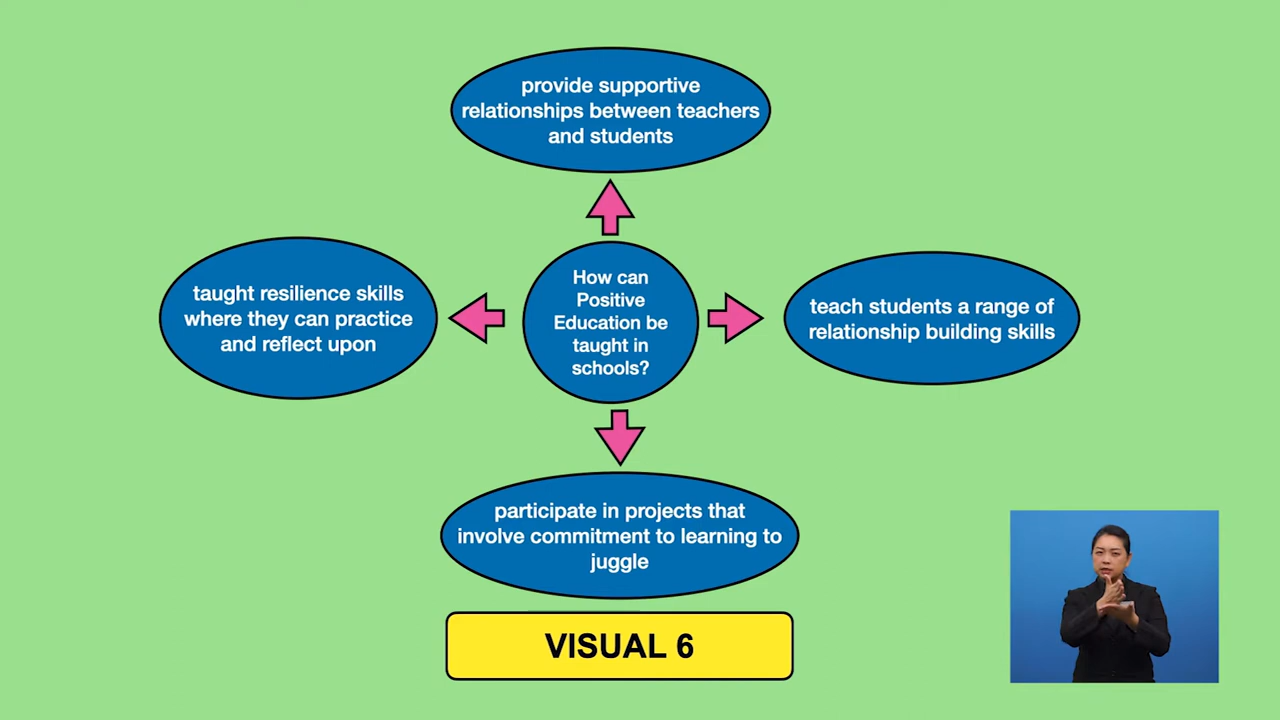 provide supportive
relationships between teachers
and students
taught resilience skills
where they can practice
and reflect upon
How can
Positive
Education be
taught in
schools?
teach students a range of
relationship building skills
participate in projects that
involve commitment to learning to
juggle
VISUAL 6